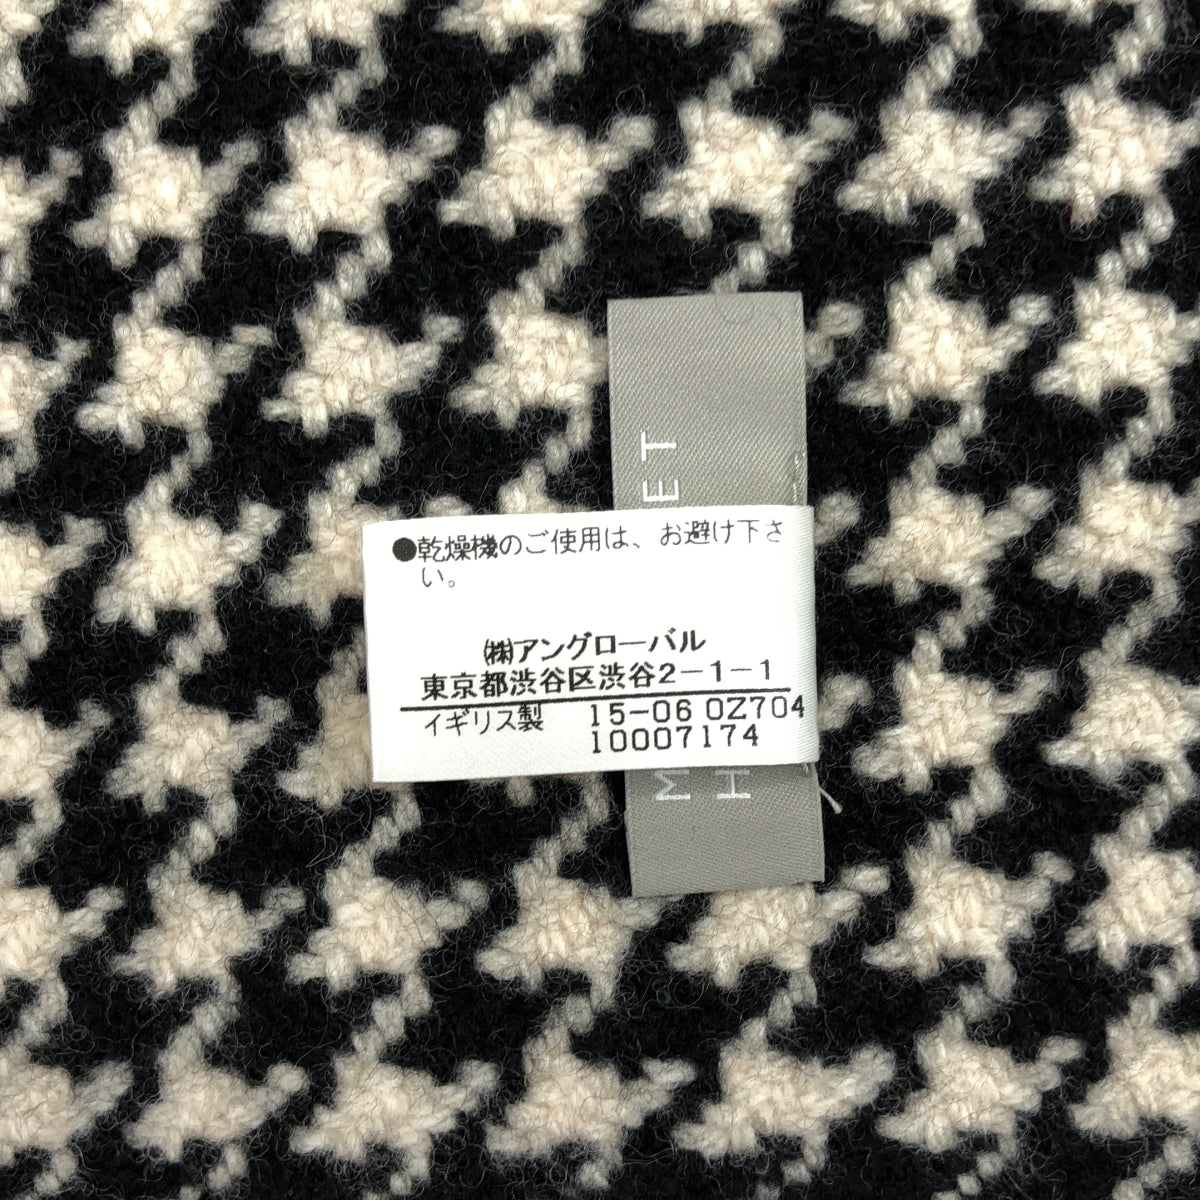 ●乾燥機のご使用は、お避け下さ
い。
㈱アングローバル
東京都渋谷区渋谷2-1-1
イギリス製 15-06 0Z704
10007174